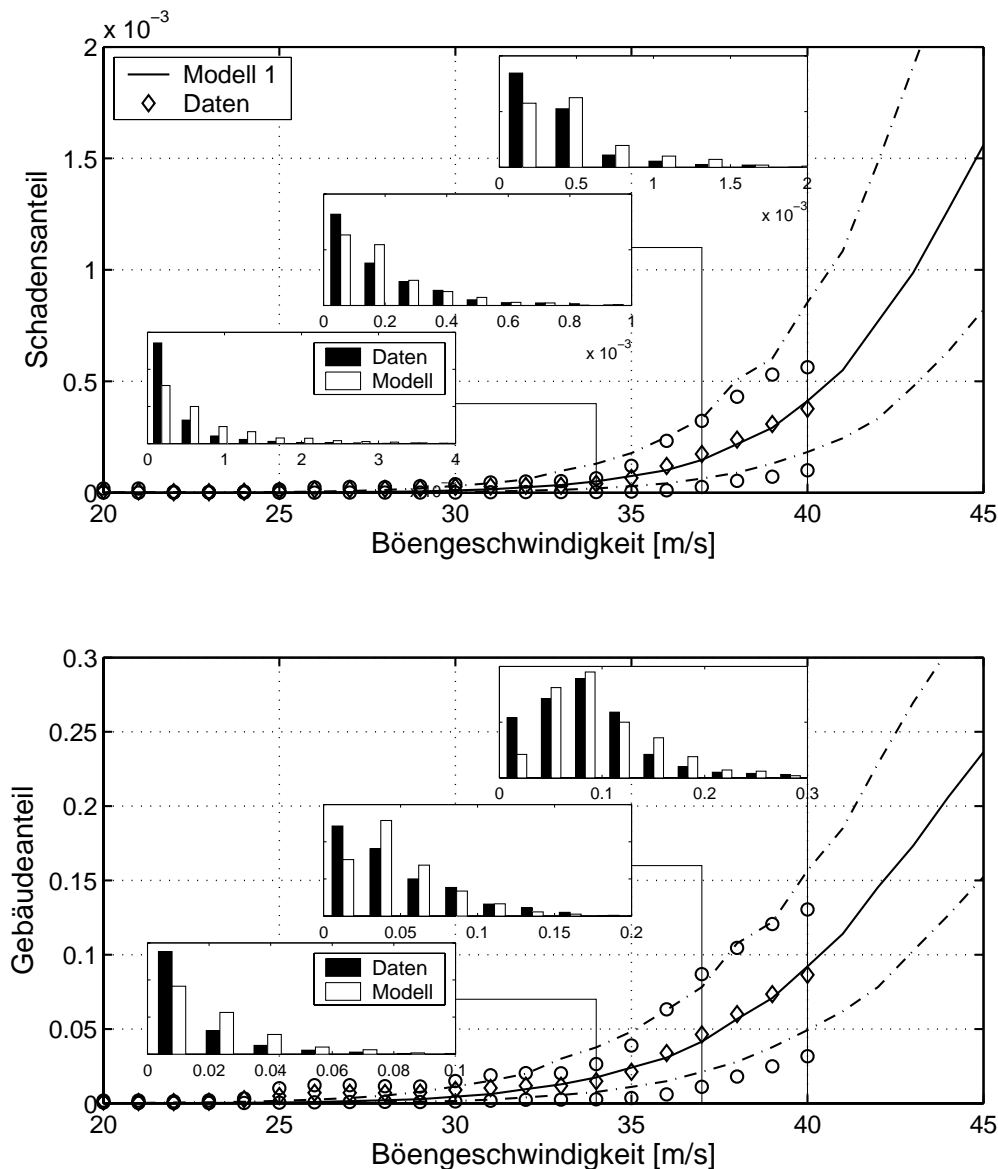 x 10−3
2
1.5
1
0.5
0
Schadensanteil
Modell 1
Daten
0 0.5 1 1.5 2
x 10−3
0 0.2 0.4 0.6 0.8 1
x 10−3
Daten
Modell
0 1 2 3 4
20 25 30 35 40 45
Böengeschwindigkeit [m/s]
0.3
0.25
0.2
0.15
0.1
0.05
0
Gebäudeanteil
0 0.1 0.2 0.3
0 0.05 0.1 0.15 0.2
Daten
Modell
0 0.02 0.04 0.06 0.08 0.1
20 25 30 35 40 45
Böengeschwindigkeit [m/s]